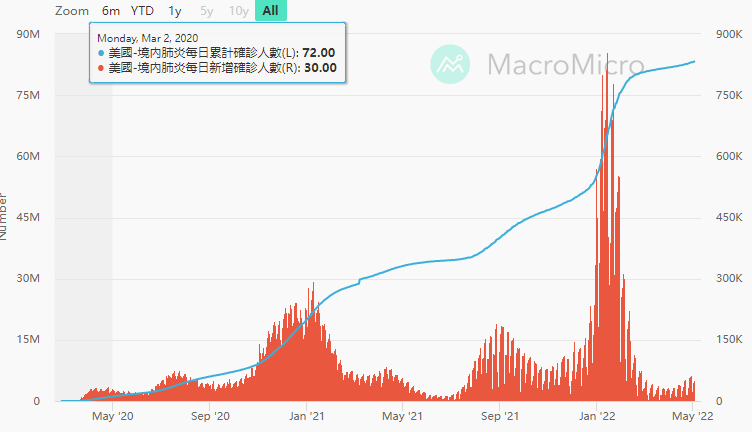 Zoom 6m YTD 1y 5y 10y All
90M 900K
Monday, Mar 2, 2020
美國-境內肺炎每日累計確診人數(L): 72.00
美國-境內肺炎每日新增確診人數(R): 30.00
MacroMicro
75M 750K
60M 600K
Number
45M 450K
30M 300K
15M 150K
0 0
May '20 Sep '20 Jan '21 May '21 Sep '21 Jan '22 May '22